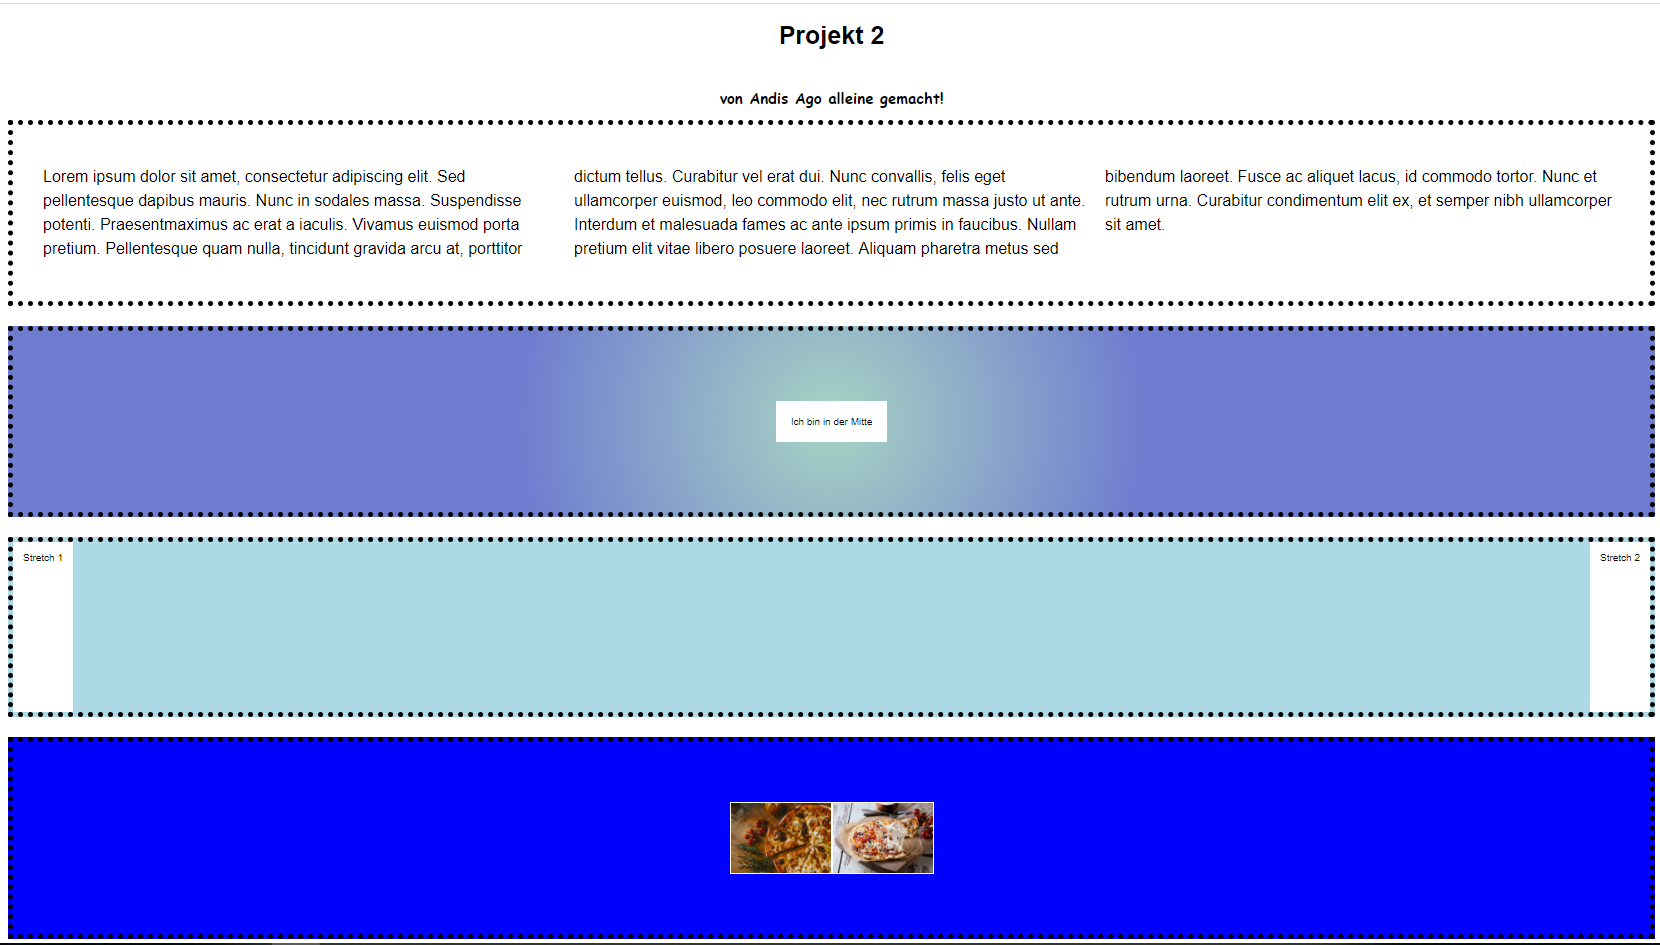 Projekt 2
von Andis Ago alleine gemacht!
Lorem ipsum dolor sit amet, consectetur adipiscing elit. Sed
pellentesque dapibus mauris. Nunc in sodales massa. Suspendisse
potenti. Praesentmaximus ac erat a iaculis. Vivamus euismod porta
pretium. Pellentesque quam nulla, tincidunt gravida arcu at, porttitor
dictum tellus. Curabitur vel erat dui. Nunc convallis, felis eget
ullamcorper euismod, leo commodo elit, nec rutrum massa justo ut ante.
Interdum et malesuada fames ac ante ipsum primis in faucibus. Nullam
pretium elit vitae libero posuere laoreet. Aliquam pharetra metus sed
bibendum laoreet. Fusce ac aliquet lacus, id commodo tortor. Nunc et
rutrum urna. Curabitur condimentum elit ex, et semper nibh ullamcorper
sit amet.
Ich bin in der Mitte
Stretch 1
Stretch 2